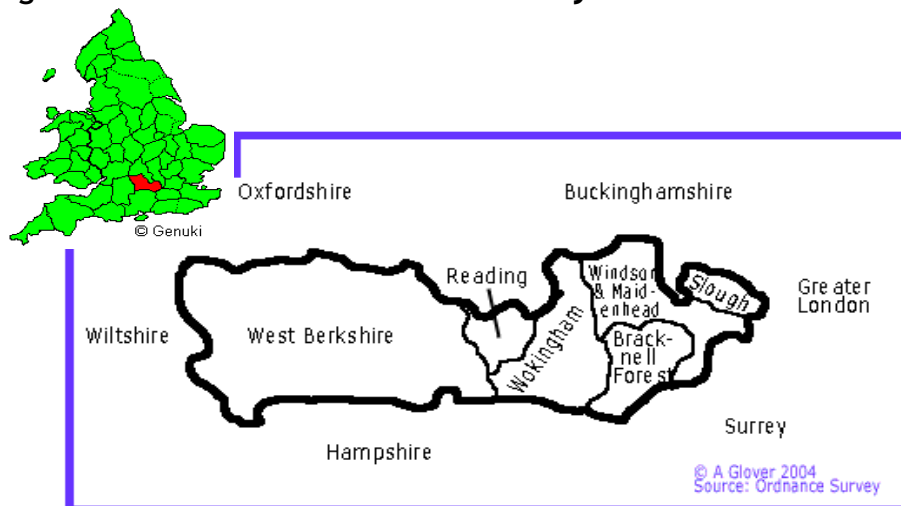 Oxfordshire
Buckinghamshire
© Genuki
Reading
Windsor
& Maid-
enhead
Slough
Greater
London
Wiltshire
West Berkshire
Wokingham
Brack-
nell
Forest
Surrey
Hampshire
© A Glover 2004
Source: Ordnance Survey